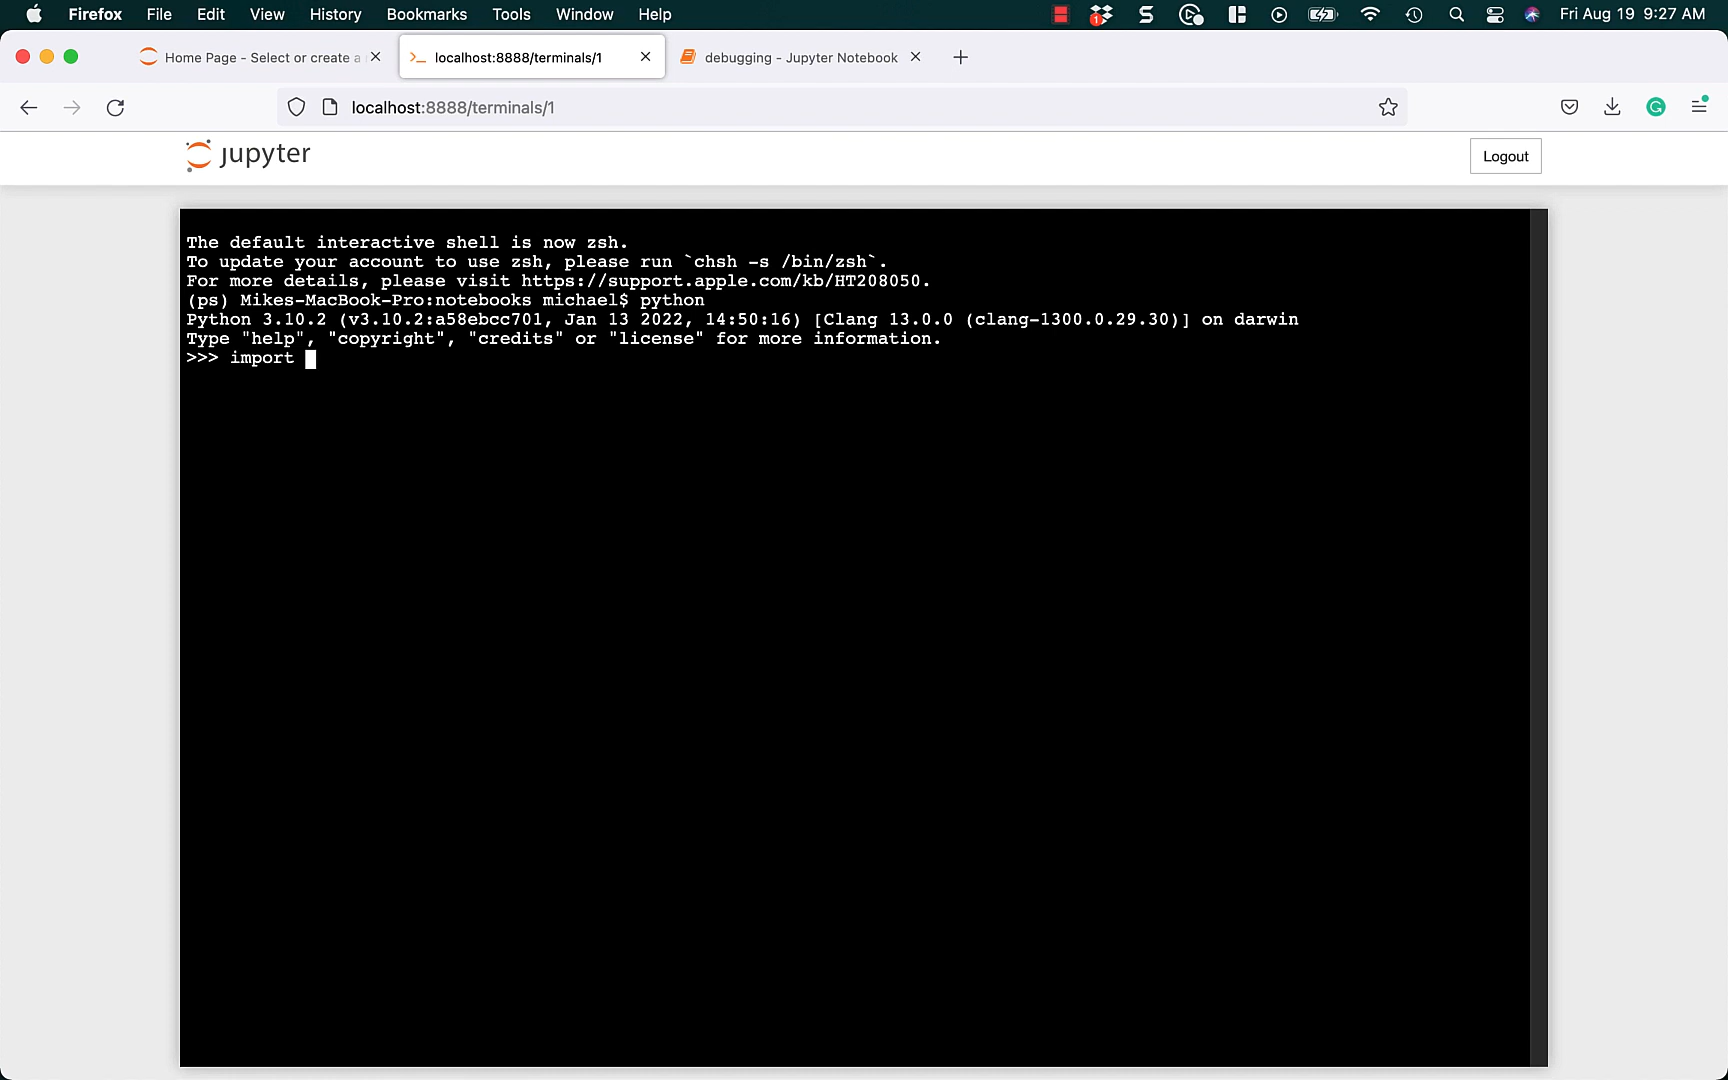 Firefox File Edit View History Bookmarks Tools Window Help 1 Fri Aug 19 9:27 AM
Home Page - Select or create a localhost:8888/terminals/1 debugging - Jupyter Notebook
localhost:8888/terminals/1
jupyter Logout
The default interactive shell is now zsh.
To update your account to use zsh, please run `chsh -s /bin/zsh`.
For more details, please visit https://support.apple.com/kb/HT208050.
(ps) Mikes-MacBook-Pro:notebooks michael$ python
Python 3.10.2 (v3.10.2:a58ebcc701, Jan 13 2022, 14:50:16) [Clang 13.0.0 (clang-1300.0.29.30)] on darwin
Type "help", "copyright", "credits" or "license" for more information.
>>> import